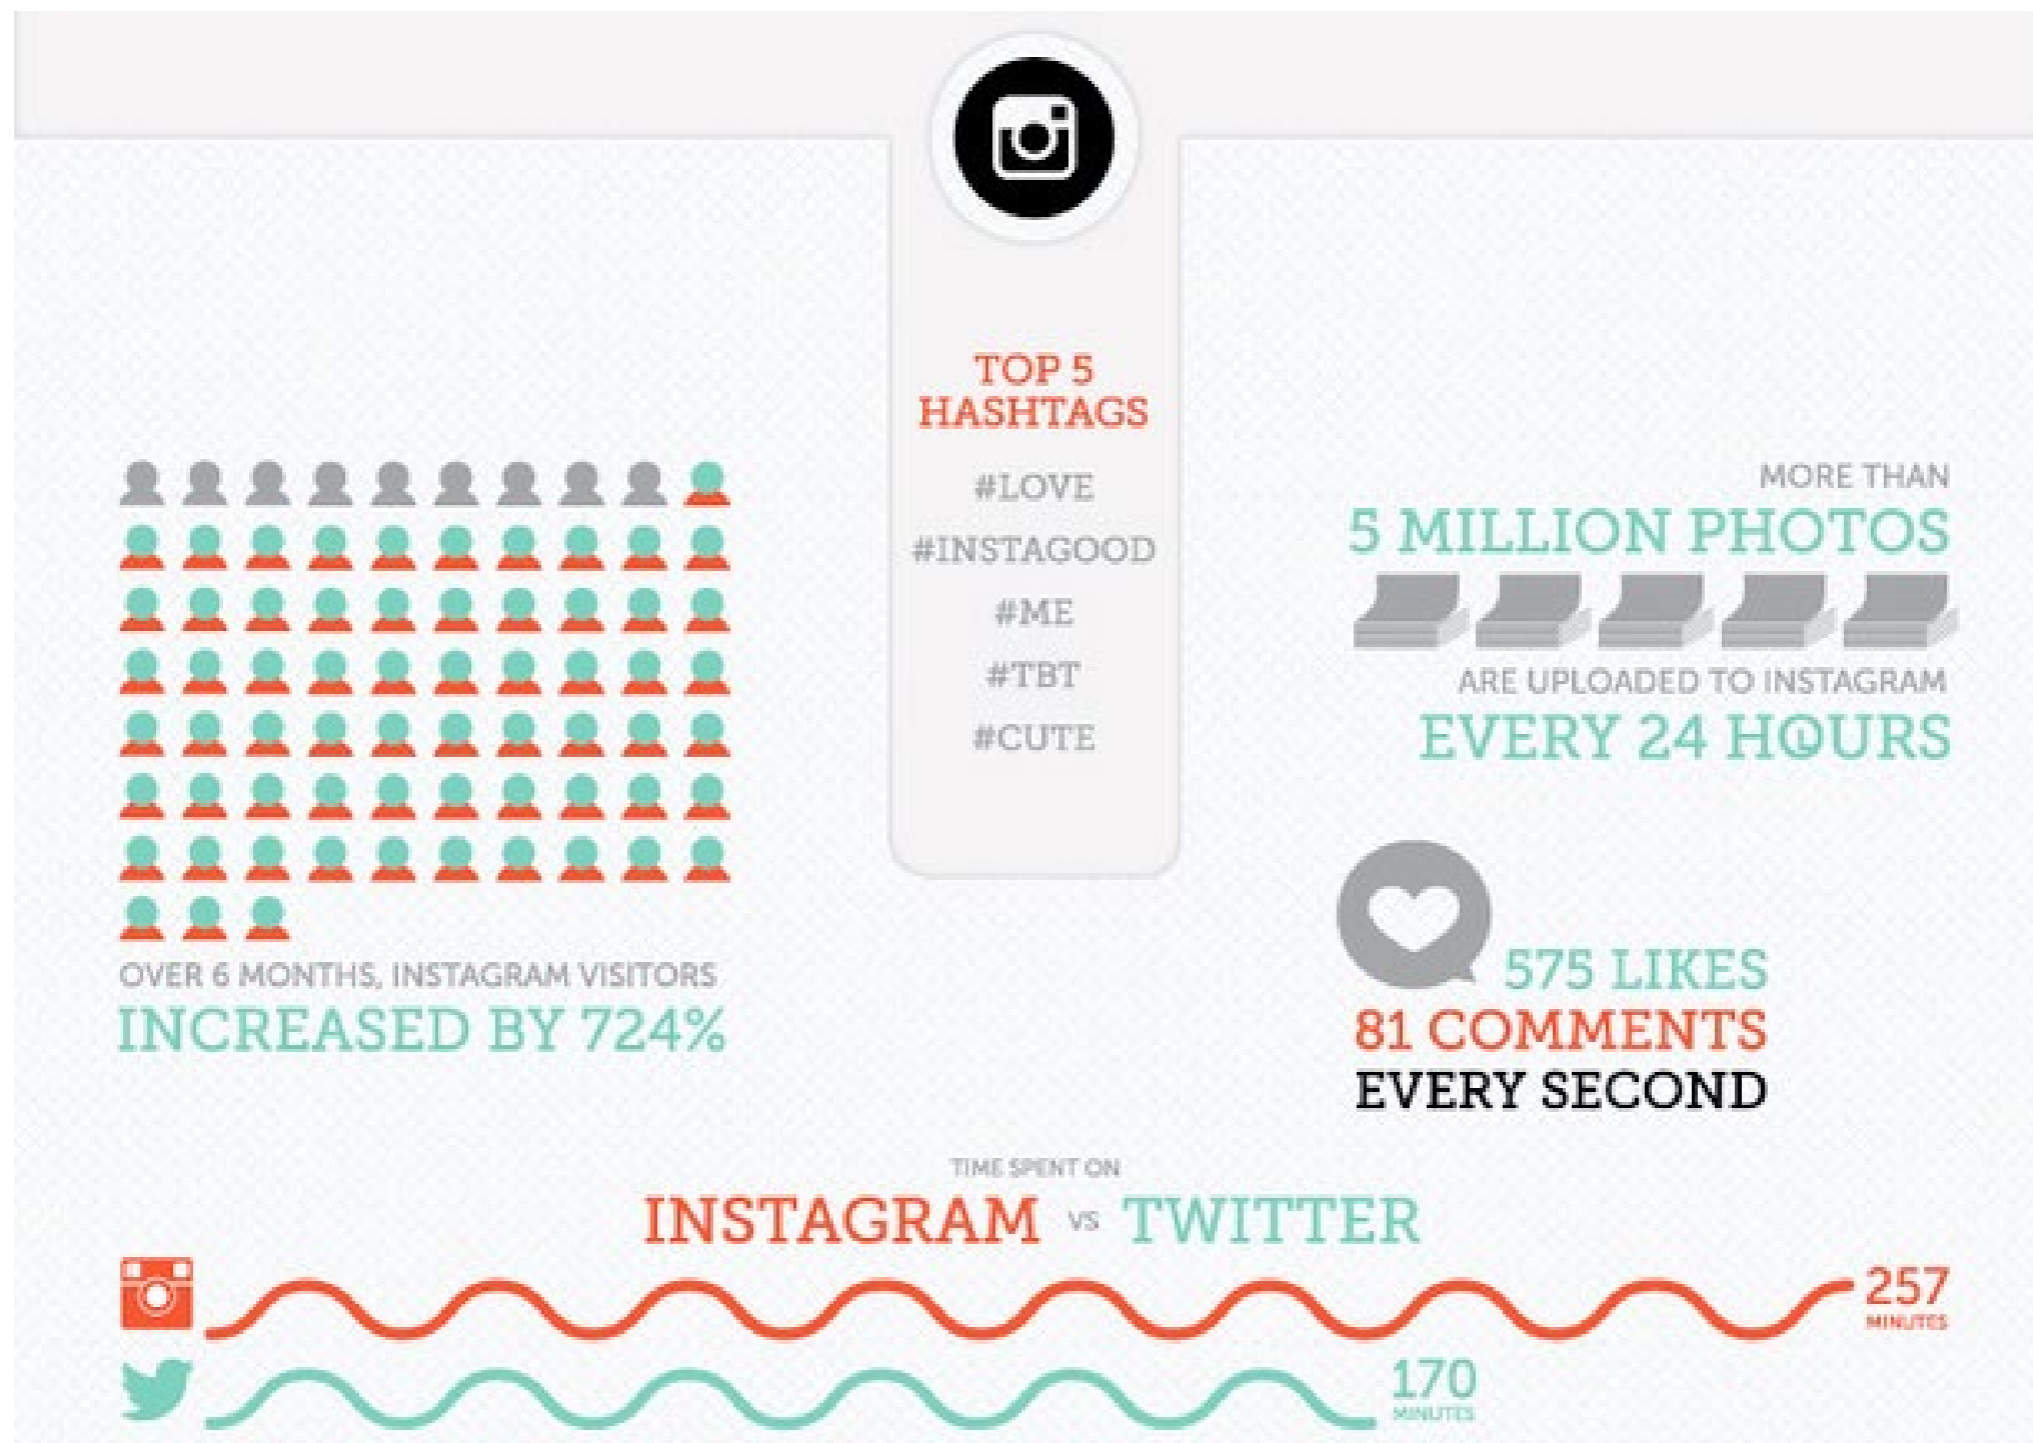 TOP 5
HASHTAGS
#LOVE
#INSTAGOOD
#ME
#TBT
#CUTE
OVER 6 MONTHS, INSTAGRAM VISITORS
INCREASED BY 724%
MORE THAN
5 MILLION PHOTOS
ARE UPLOADED TO INSTAGRAM
EVERY 24 HOURS
575 LIKES
81 COMMENTS
EVERY SECOND
TIME SPENT ON
INSTAGRAM VS TWITTER
257
MINUTES
170
MINUTES